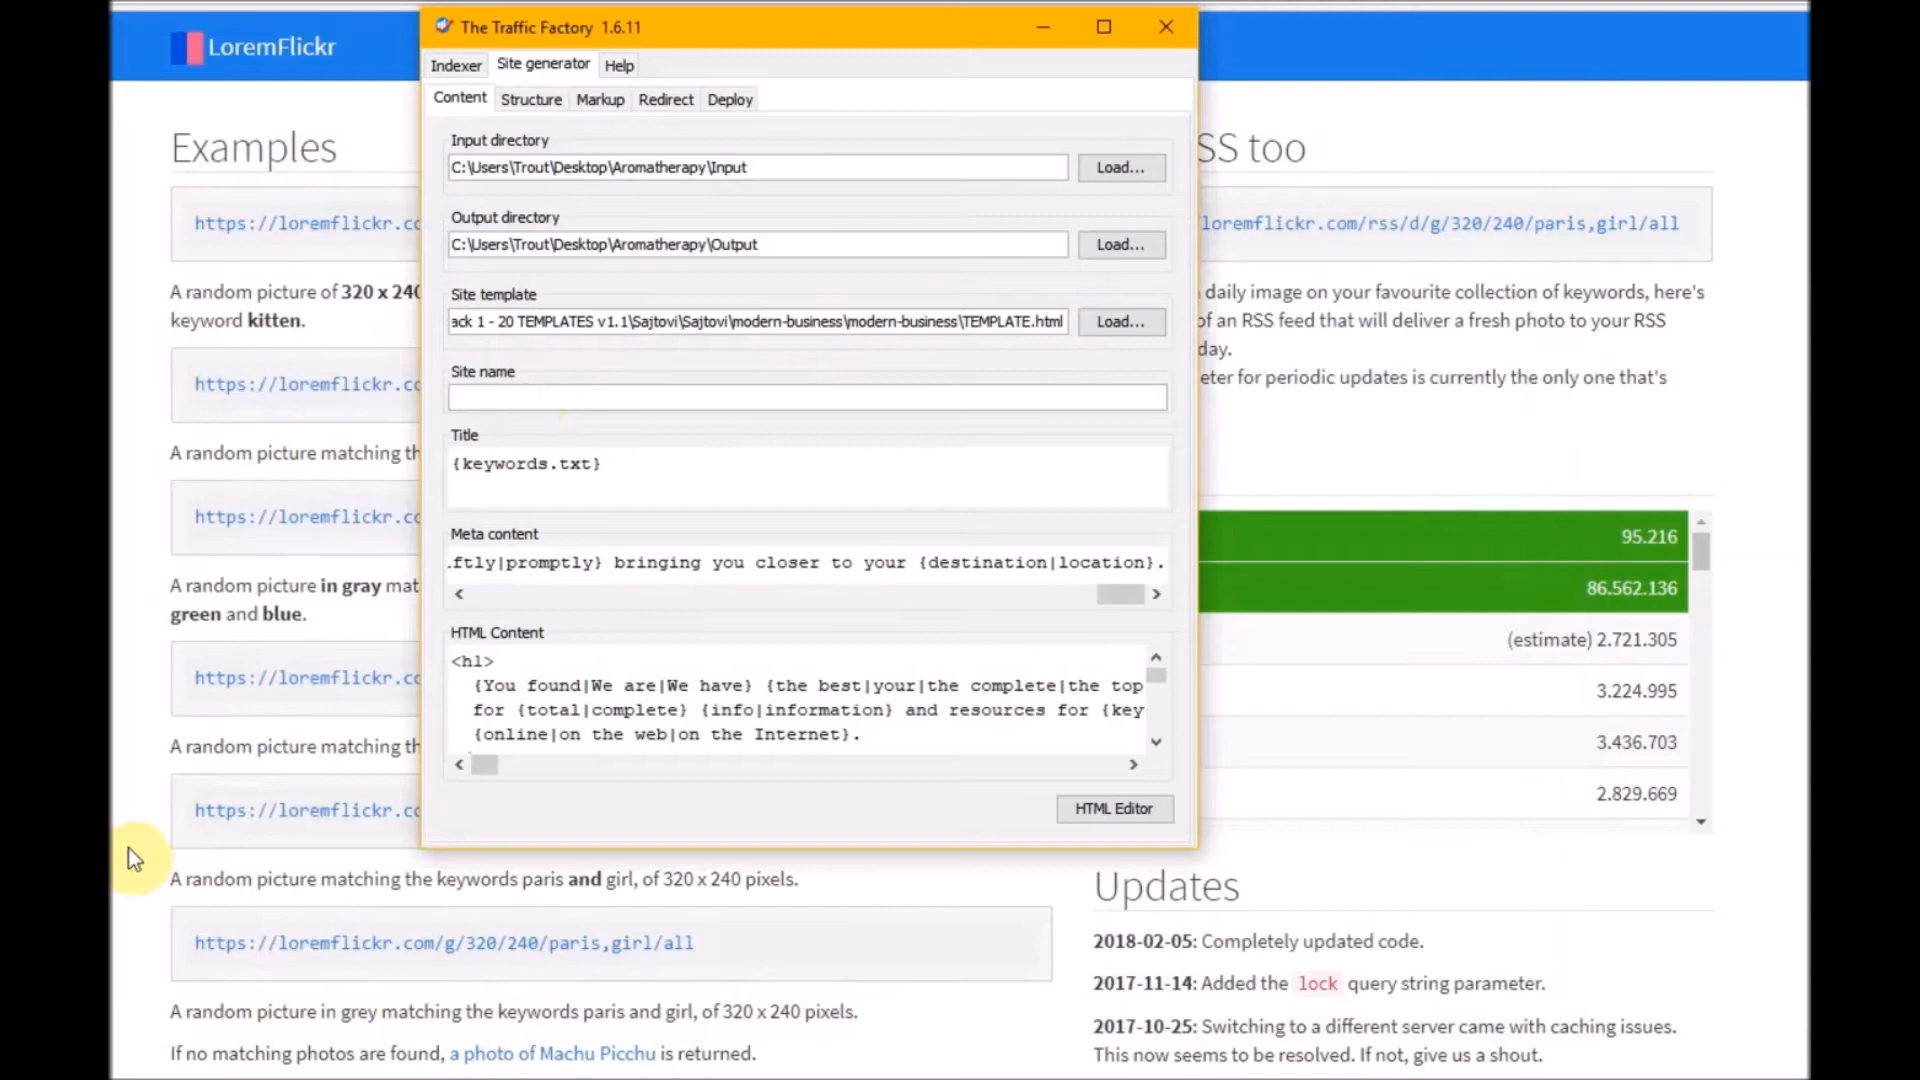 LoremFlickr
The Traffic Factory 1.6.11
Indexer
Site generator
Help
Content
Structure
Markup
Redirect
Deploy
Input directory
C:\Users\Trout\Desktop\Aromatherapy\Input
Load...
Output directory
C:\Users\Trout\Desktop\Aromatherapy\Output
Load...
Site template
ack 1 - 20 TEMPLATES v1.1\Sajtovi\Sajtovi\modern-business\modern-business\TEMPLATE.html
Load...
Site name
Title
{keywords.txt}
Meta content
.ftly|promptly} bringing you closer to your {destination|location}.
HTML Content
<h1>
{You found|We are|We have} {the best|your|the complete|the top
for {total|complete} {info|information} and resources for {key
{online|on the web|on the Internet}.
HTML Editor
Examples
https://loremflickr.co
A random picture of 320 x 240
keyword kitten.
https://loremflickr.co
A random picture matching th
https://loremflickr.co
A random picture in gray mat
green and blue.
https://loremflickr.co
A random picture matching th
https://loremflickr.co
A random picture matching the keywords paris and girl, of 320 x 240 pixels.
https://loremflickr.com/g/320/240/paris,girl/all
A random picture in grey matching the keywords paris and girl, of 320 x 240 pixels.
If no matching photos are found, a photo of Machu Picchu is returned.
SS too
loremflickr.com/rss/d/g/320/240/paris,girl/all
daily image on your favourite collection of keywords, here's
of an RSS feed that will deliver a fresh photo to your RSS
day.
eter for periodic updates is currently the only one that's
95.216
86.562.136
(estimate) 2.721.305
3.224.995
3.436.703
2.829.669
Updates
2018-02-05: Completely updated code.
2017-11-14: Added the lock query string parameter.
2017-10-25: Switching to a different server came with caching issues.
This now seems to be resolved. If not, give us a shout.